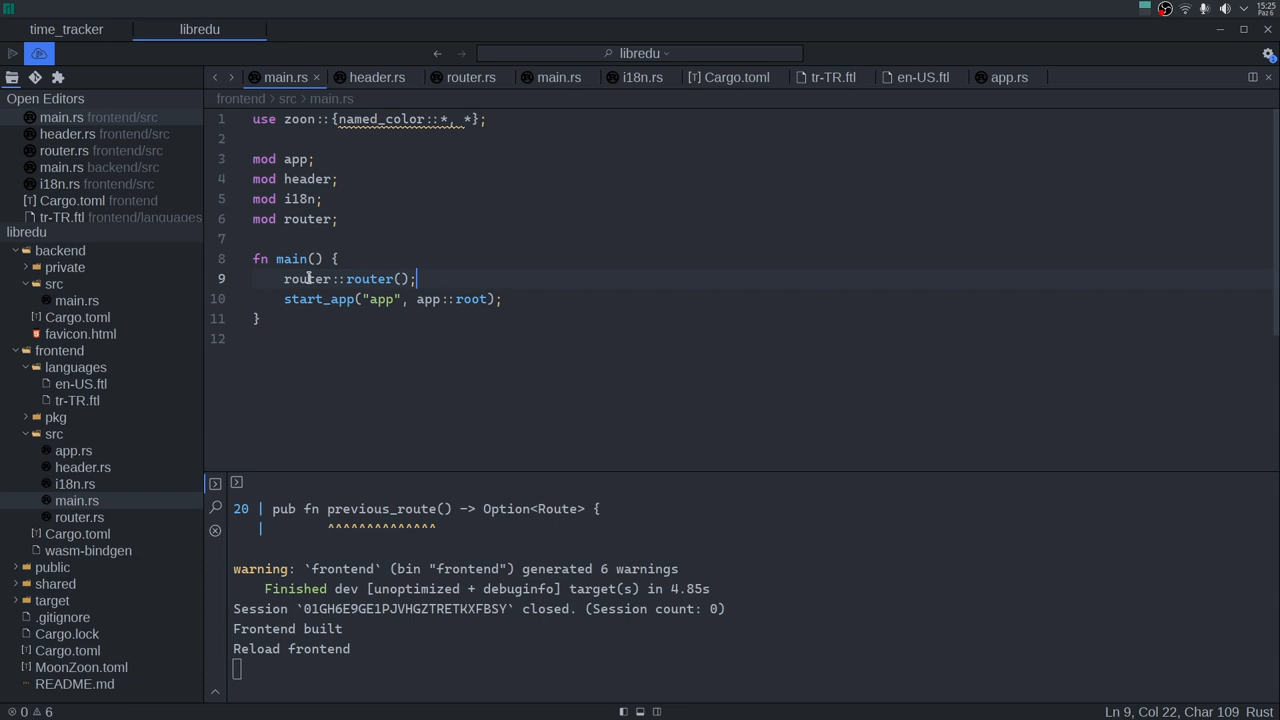 15:25
Paz 6
time_tracker
libredu
libredu
main.rs
header.rs
router.rs
main.rs
i18n.rs
Cargo.toml
tr-TR.ftl
en-US.ftl
app.rs
Open Editors
main.rs frontend/src
header.rs frontend/src
router.rs frontend/src
main.rs backend/src
i18n.rs frontend/src
Cargo.toml frontend
tr-TR.ftl frontend/languages
libredu
backend
private
src
main.rs
Cargo.toml
favicon.html
frontend
languages
en-US.ftl
tr-TR.ftl
pkg
src
app.rs
header.rs
i18n.rs
main.rs
router.rs
Cargo.toml
wasm-bindgen
public
shared
target
.gitignore
Cargo.lock
Cargo.toml
MoonZoon.toml
README.md
frontend src main.rs
1 use zoon::{named_color::*, *};
2
3 mod app;
4 mod header;
5 mod i18n;
6 mod router;
7
8 fn main() {
9 router::router();
10 start_app("app", app::root);
11 }
12
20 | pub fn previous_route() -> Option<Route> {
| ^^^^^^^^^^^^^^
warning: `frontend` (bin "frontend") generated 6 warnings
Finished dev [unoptimized + debuginfo] target(s) in 4.85s
Session `01GH6E9GE1PJVHGZTRETKXFBSY` closed. (Session count: 0)
Frontend built
Reload frontend
0 6
Ln 9, Col 22, Char 109 Rust